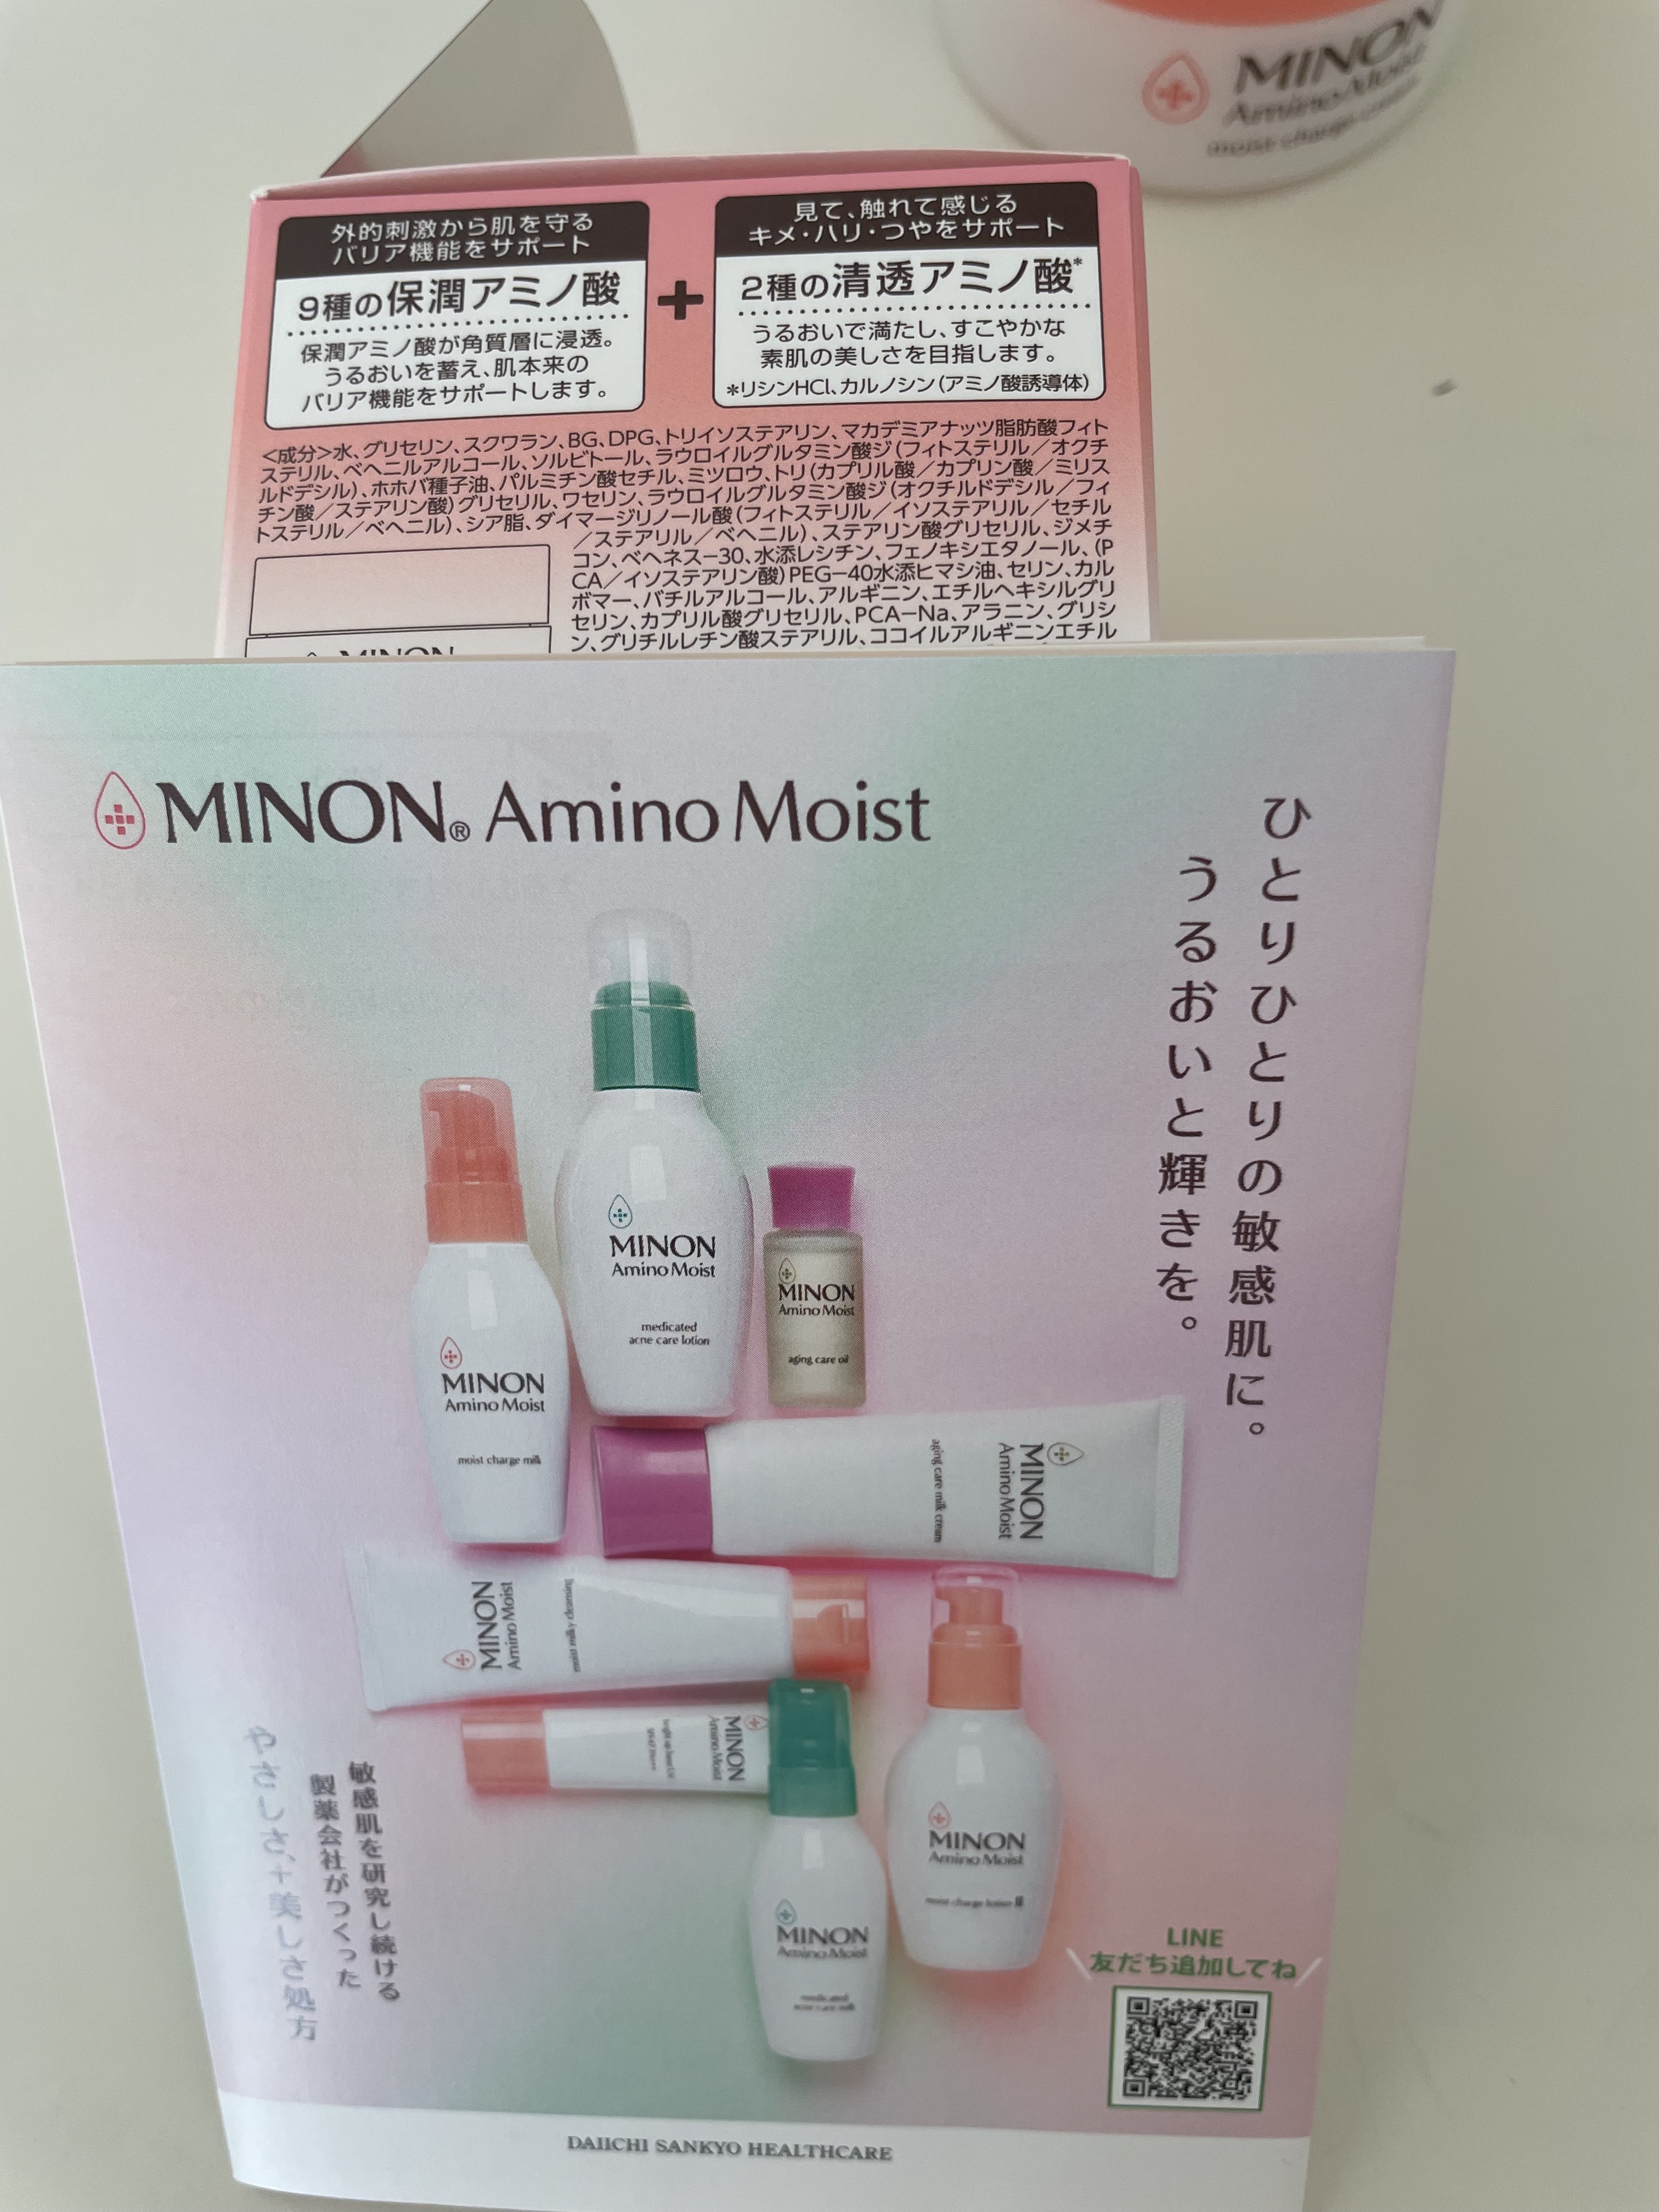 MINON
Amino Moist
moist charge cream
外的刺激から肌を守る
バリア機能をサポート
9種の保潤アミノ酸
保潤アミノ酸が角質層に浸透。
うるおいを蓄え、肌本来の
バリア機能をサポートします。
+
見て、触れて感じる
キメ・ハリ・つやをサポート
2種の清透アミノ酸*
うるおいで満たし、すこやかな
素肌の美しさを目指します。
*リシンHCl、カルノシン(アミノ酸誘導体)
<成分>水、グリセリン、スクワラン、BG、DPG、トリイソステアリン、マカデミアナッツ脂肪酸フィト
ステリル、ベヘニルアルコール、ソルビトール、ラウロイルグルタミン酸ジ(フィトステリル/オクチ
ルドデシル)、ホホバ種子油、パルミチン酸セチル、ミツロウ、トリ(カプリル酸/カプリン酸/ミリス
チン酸/ステアリン酸)グリセリル、ワセリン、ラウロイルグルタミン酸ジ(オクチルドデシル/フィ
トステリル/ベヘニル)、シア脂、ダイマージリノール酸(フィトステリル/イソステアリル/セチル
/ステアリル/ベヘニル)、ステアリン酸グリセリル、ジメチ
コン、ベヘネス-30、水添レシチン、フェノキシエタノール、(P
CA/イソステアリン酸)PEG-40水添ヒマシ油、セリン、カル
ボマー、バチルアルコール、アルギニン、エチルヘキシルグリ
セリン、カプリル酸グリセリル、PCA-Na、アラニン、グリシ
ン、グリチルレチン酸ステアリル、ココイルアルギニンエチル
MINON
MINON® Amino Moist
ひとりひとりの敏感肌に。
うるおいと輝きを。
MINON
Amino Moist
medicated
acne care lotion
MINON
Amino Moist
aging care oil
MINON
Amino Moist
moist charge milk
MINON
Amino Moist
aging care milk cream
MINON
Amino Moist
moist milky cleansing
MINON
Amino Moist
MINON
Amino Moist
moist charge lotion II
MINON
Amino Moist
medicated
acne care milk
敏感肌を研究し続ける
製薬会社がつくった
やさしさ+美しさ処方
LINE
友だち追加してね
DAIICHI SANKYO HEALTHCARE